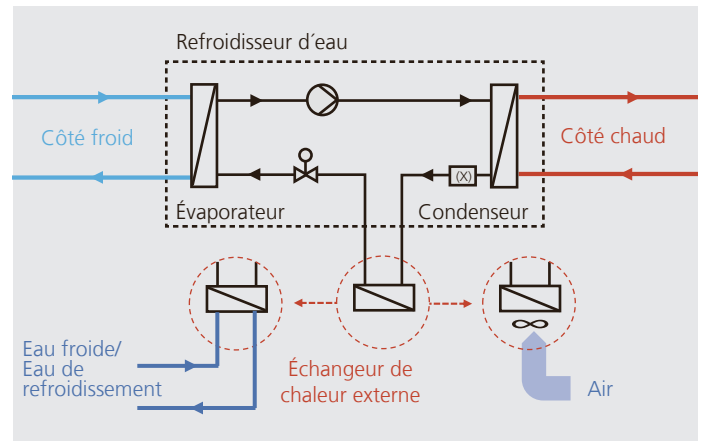 Refroidisseur d´eau
Côté froid
Côté chaud
(X)
Évaporateur
Condenseur
Eau froide/
Eau de
refroidissement
Échangeur de
chaleur externe
Air